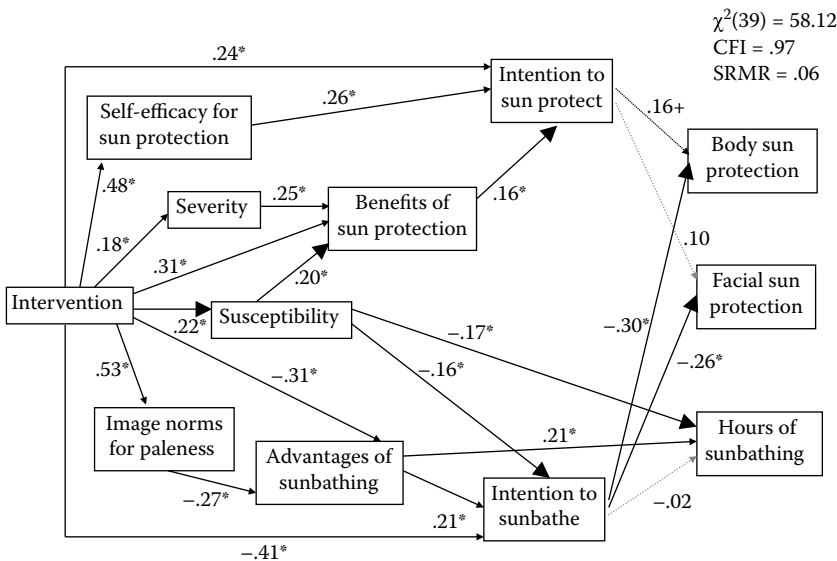 χ²(39) = 58.12
CFI = .97
SRMR = .06
.24*
Intention to
sun protect
Self-efficacy for
sun protection
.26*
.16+
Body sun
protection
.48*
Severity
.25*
Benefits of
sun protection
.16*
.18*
.31*
.20*
.10
Facial sun
protection
Intervention
.22*
Susceptibility
–.17*
–.30*
–.26*
.53*
–.31*
–.16*
Image norms
for paleness
.21*
Hours of
sunbathing
Advantages of
sunbathing
–.27*
Intention to
sunbathe
–.02
.21*
–.41*